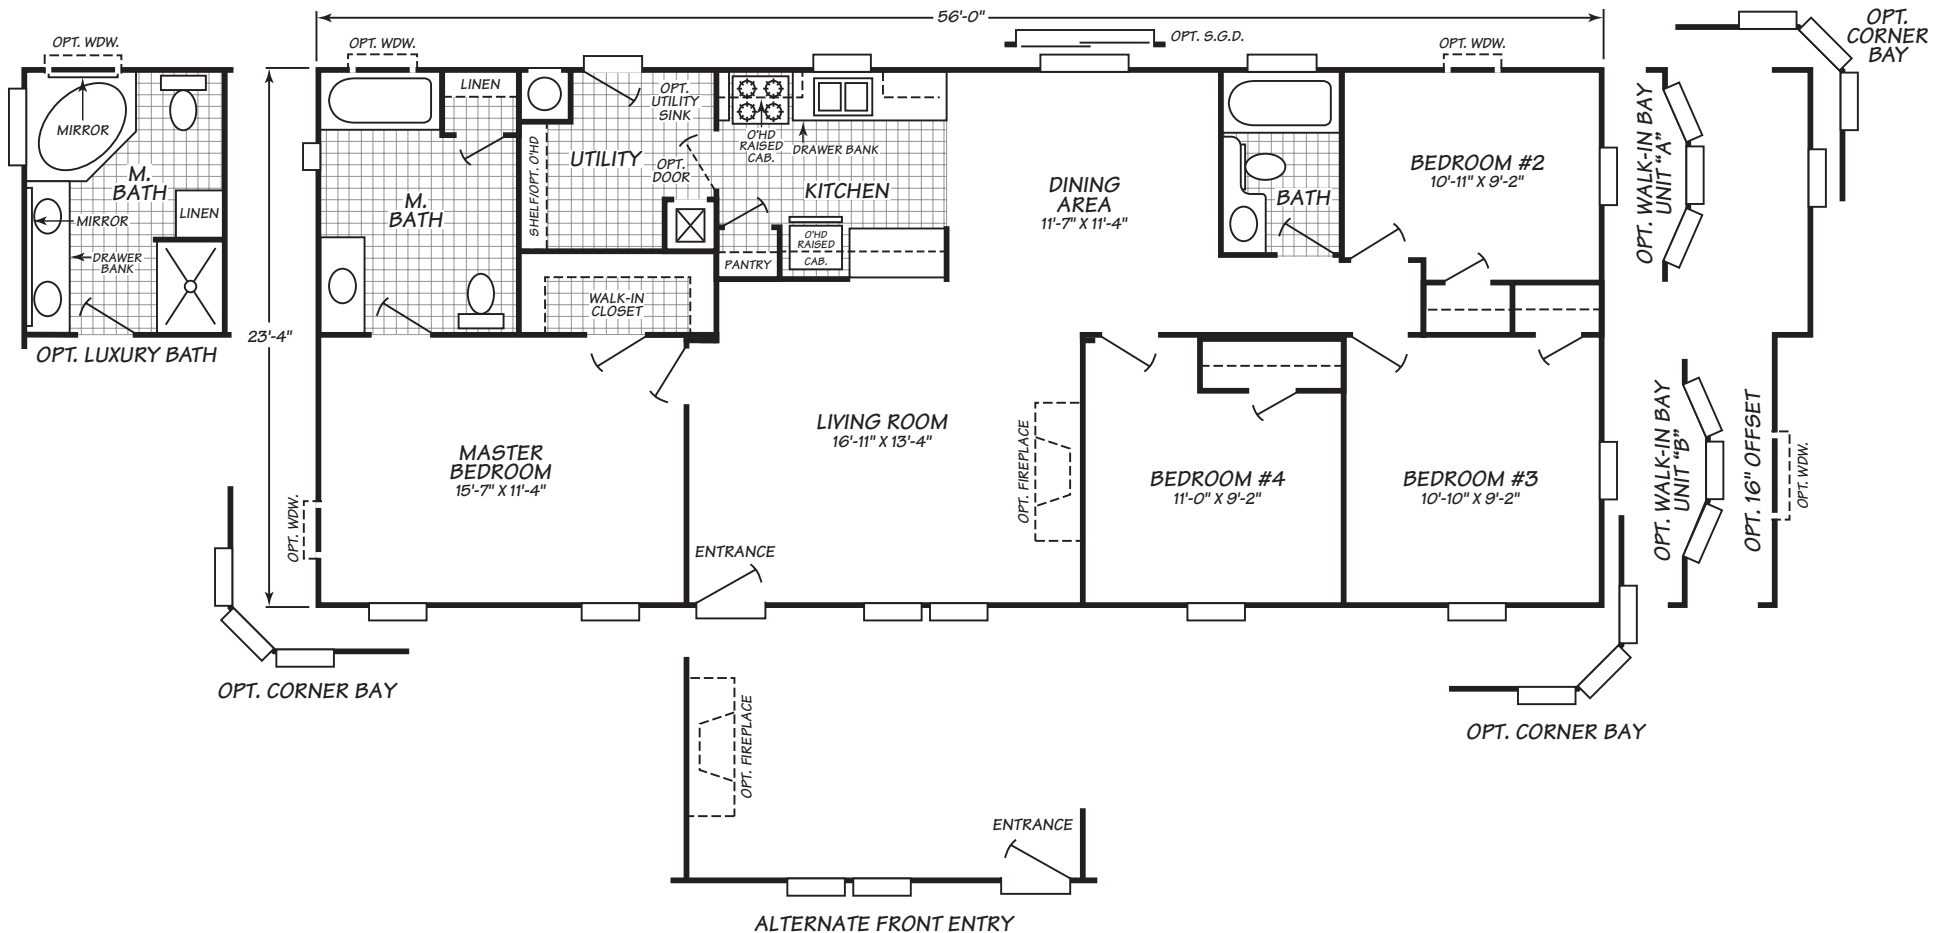 56'-0"
OPT. S.G.D.
OPT.
CORNER
BAY
OPT. WDW.
OPT. WDW.
OPT. WDW.
MIRROR
M.
BATH
MIRROR
LINEN
DRAWER
BANK
OPT. LUXURY BATH
23'-4"
LINEN
M.
BATH
SHELF/OPT. O'HD
UTILITY
OPT.
UTILITY
SINK
OPT.
DOOR
O'HD
RAISED
CAB.
DRAWER BANK
KITCHEN
PANTRY
O'HD
RAISED
CAB.
WALK-IN
CLOSET
DINING
AREA
11'-7" X 11'-4"
BATH
BEDROOM #2
10'-11" X 9'-2"
OPT. WALK-IN BAY
UNIT "A"
MASTER
BEDROOM
15'-7" X 11'-4"
OPT. WDW.
LIVING ROOM
16'-11" X 13'-4"
OPT. FIREPLACE
ENTRANCE
BEDROOM #4
11'-0" X 9'-2"
BEDROOM #3
10'-10" X 9'-2"
OPT. WALK-IN BAY
UNIT "B"
OPT. 16" OFFSET
OPT. WDW.
OPT. CORNER BAY
OPT. CORNER BAY
OPT. FIREPLACE
ENTRANCE
ALTERNATE FRONT ENTRY